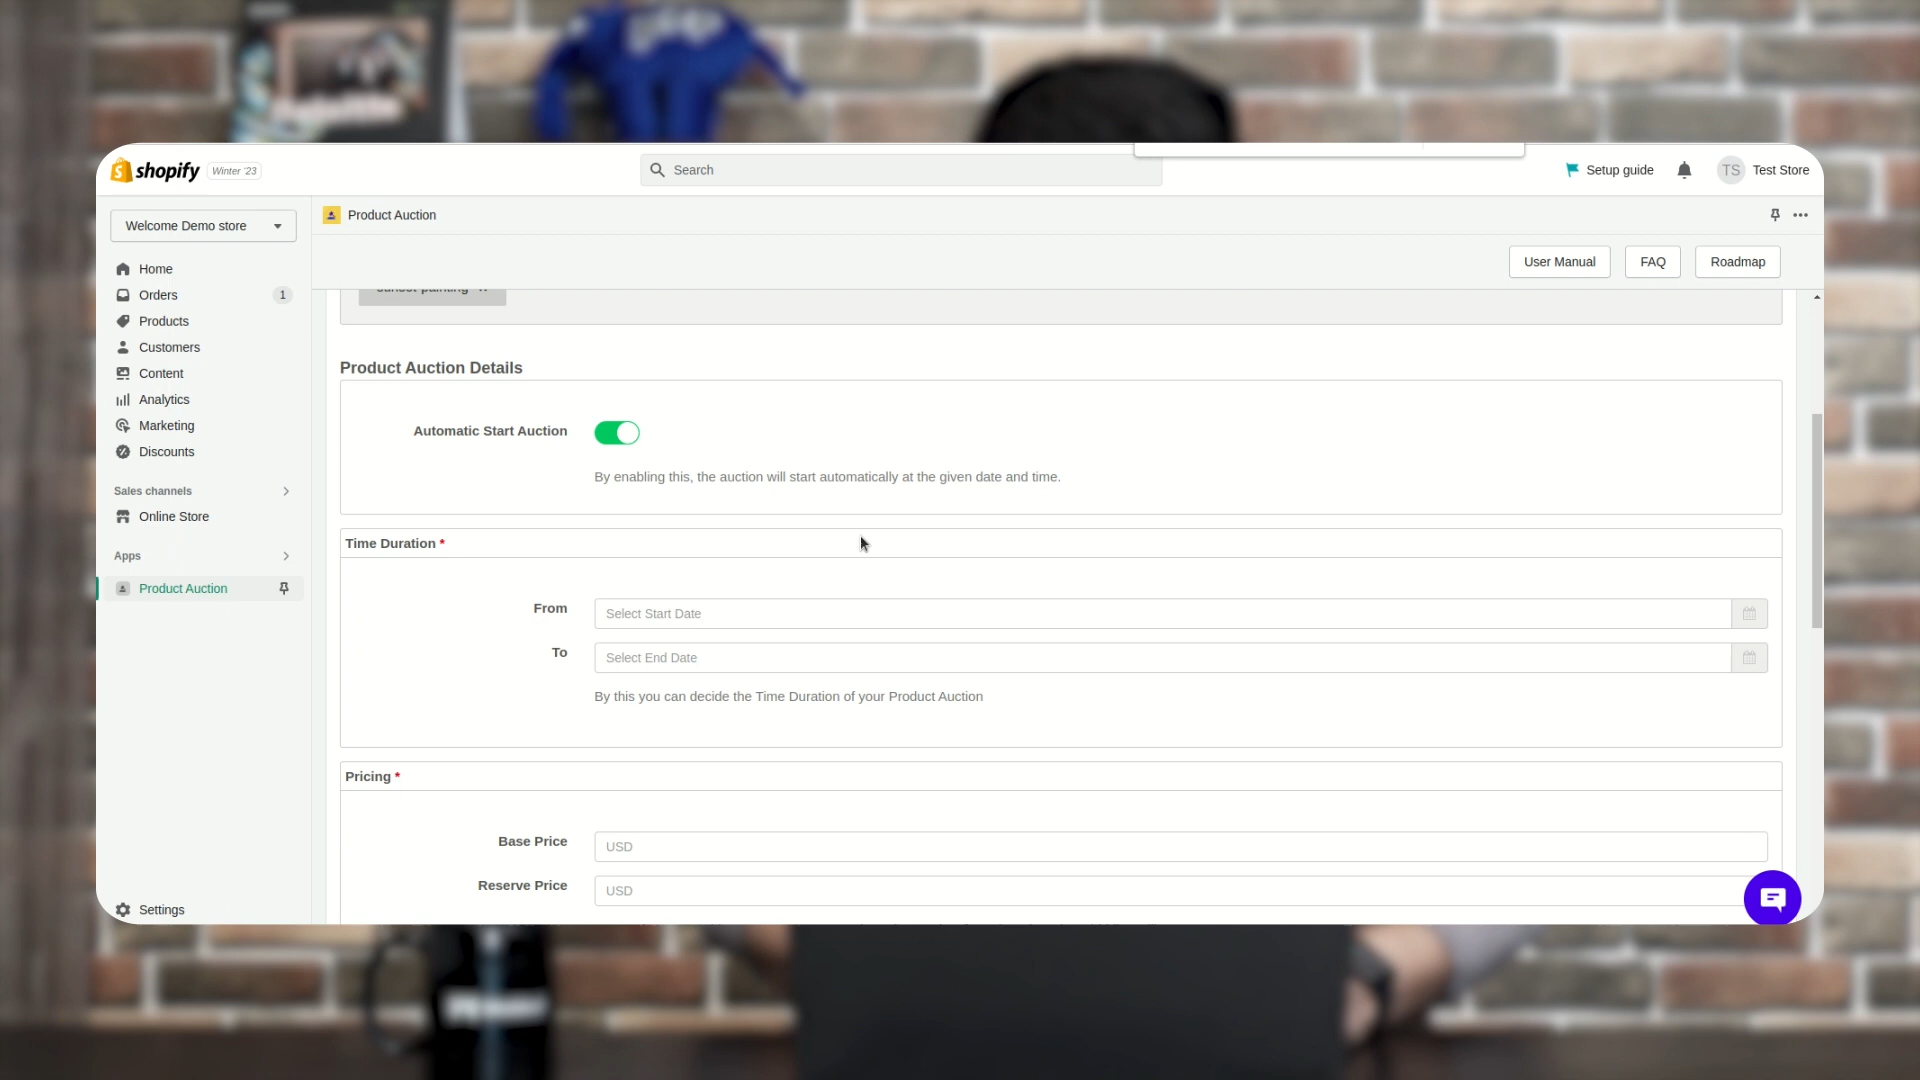 shopify Winter '23
Search
Setup guide
TS Test Store
Welcome Demo store
Product Auction
User Manual
FAQ
Roadmap
Home
Orders 1
Products
Customers
Content
Analytics
Marketing
Discounts
Sales channels
Online Store
Apps
Product Auction
Settings
sunset-painting
Product Auction Details
Automatic Start Auction
By enabling this, the auction will start automatically at the given date and time.
Time Duration *
From Select Start Date
To Select End Date
By this you can decide the Time Duration of your Product Auction
Pricing *
Base Price USD
Reserve Price USD